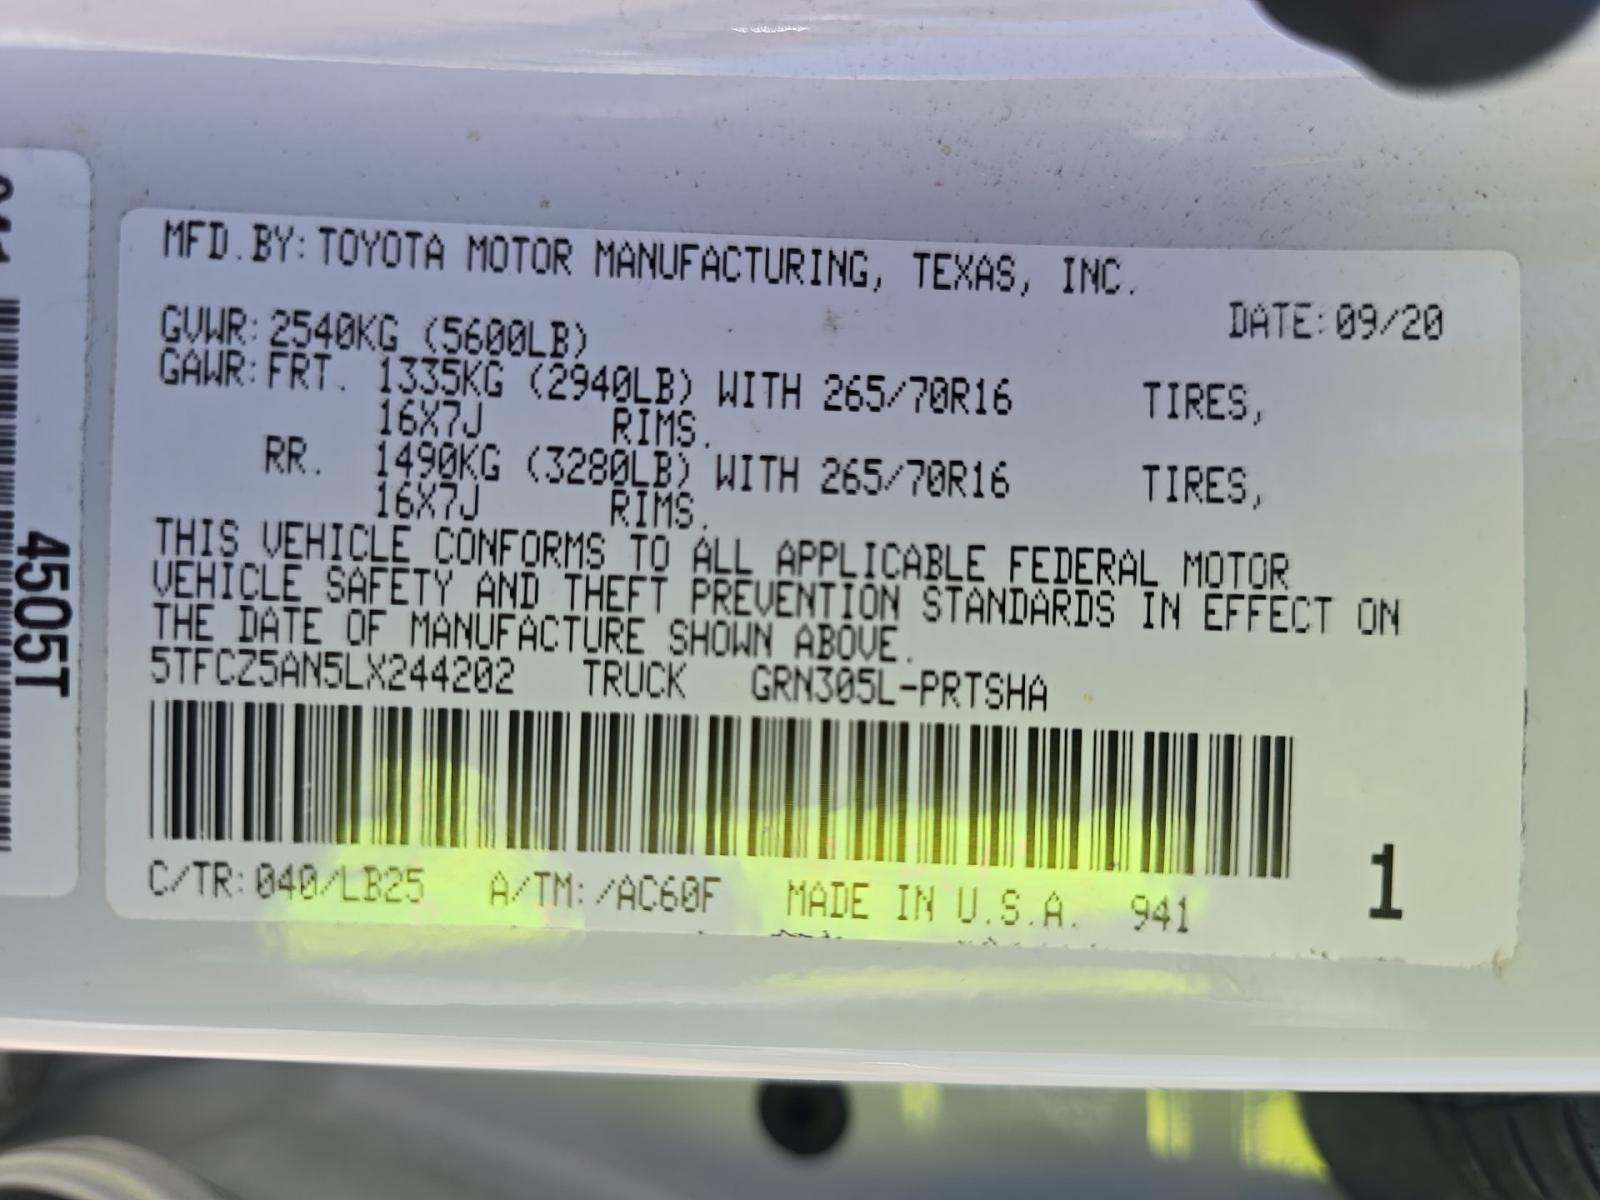 MFD.BY: TOYOTA MOTOR MANUFACTURING, TEXAS, INC.
DATE: 09/20
GVWR: 2540KG (5600LB)
GAWR: FRT. 1335KG (2940LB) WITH 265/70R16 TIRES,
16X7J RIMS.
RR. 1490KG (3280LB) WITH 265/70R16 TIRES,
16X7J RIMS.
THIS VEHICLE CONFORMS TO ALL APPLICABLE FEDERAL MOTOR
VEHICLE SAFETY AND THEFT PREVENTION STANDARDS IN EFFECT ON
THE DATE OF MANUFACTURE SHOWN ABOVE.
5TFCZ5AN5LX244202 TRUCK GRN305L-PRTSHA
C/TR: 040/LB25 A/TM: /AC60F MADE IN U.S.A. 941
1
4505T